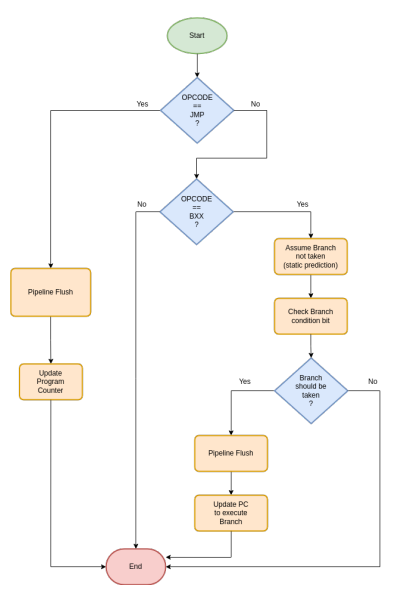 Start
OPCODE
==
JMP
?
Yes
No
OPCODE
==
BXX
?
No
Yes
Assume Branch
not taken
(static prediction)
Pipeline Flush
Check Branch
condition bit
Update
Program
Counter
Branch
should be
taken
?
Yes
No
Pipeline Flush
Update PC
to execute
Branch
End